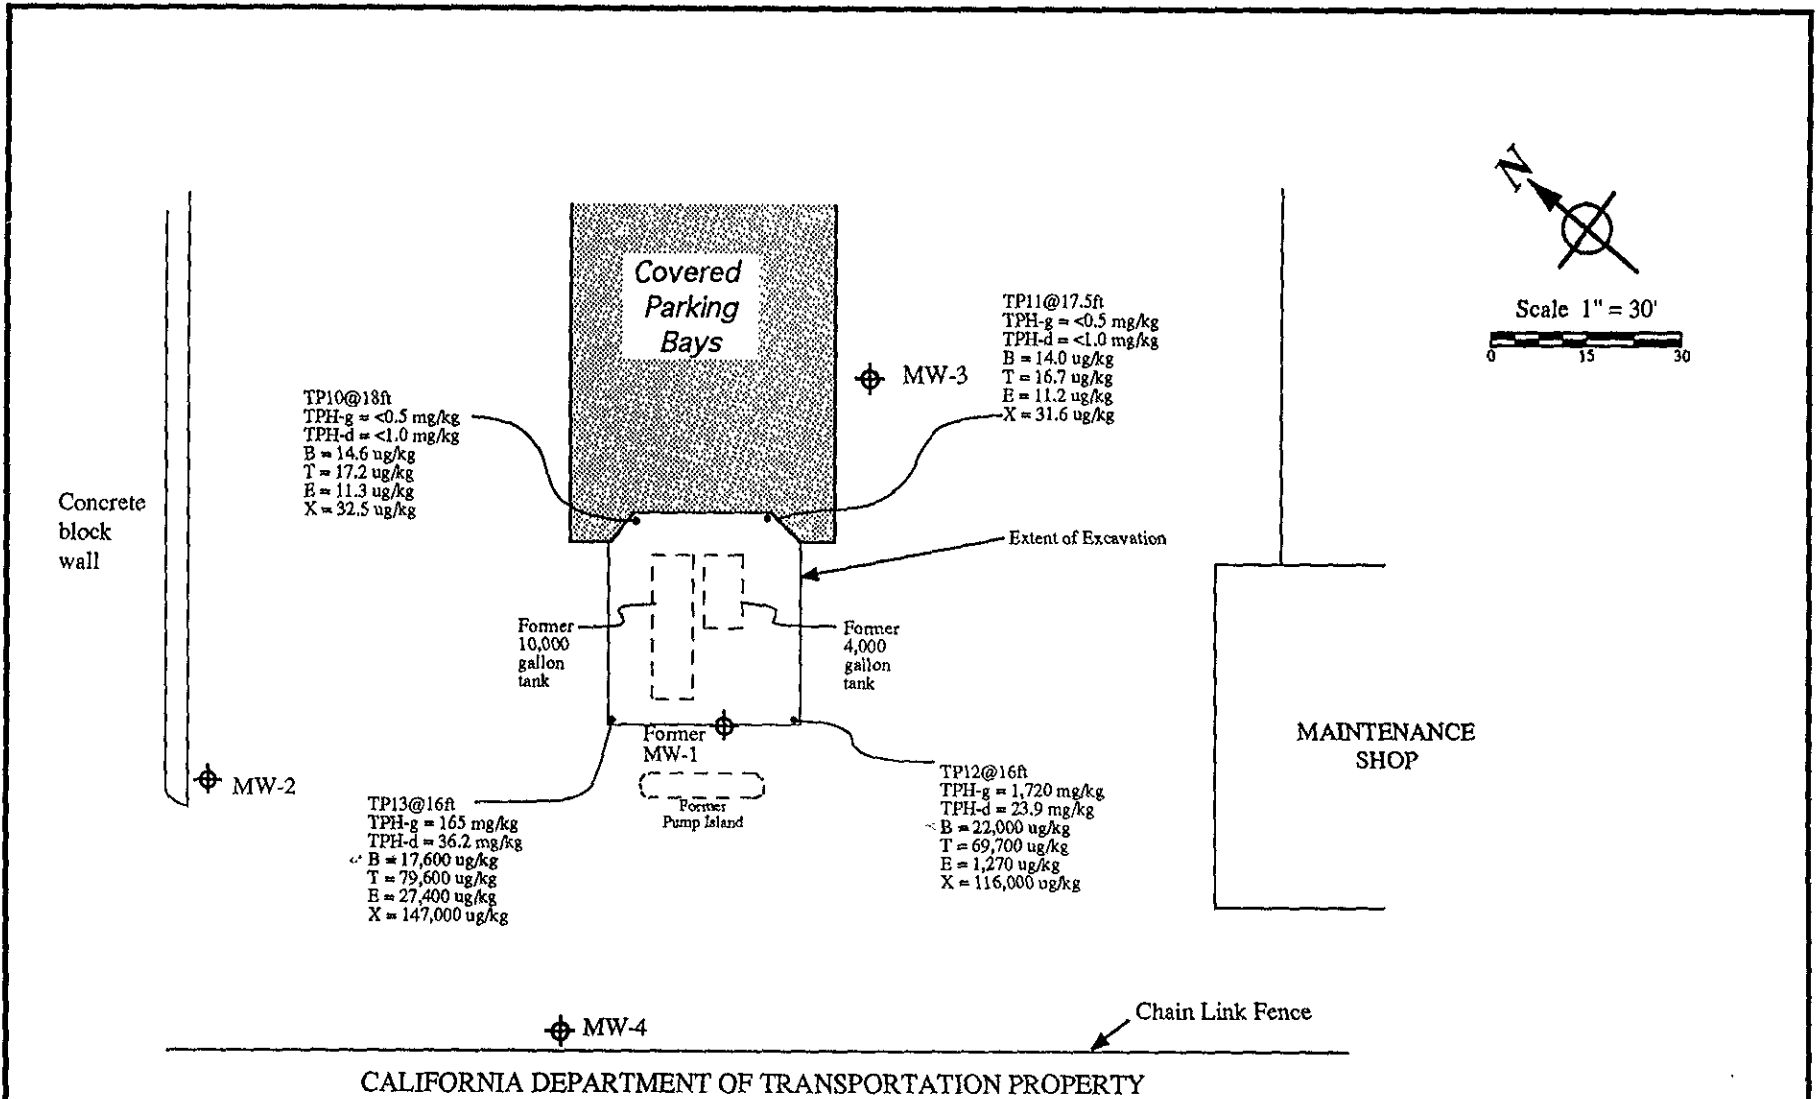 N
Scale 1" = 30'
0 15 30
Covered
Parking
Bays
TP11@17.5ft
TPH-g = <0.5 mg/kg
TPH-d = <1.0 mg/kg
B = 14.0 ug/kg
T = 16.7 ug/kg
E = 11.2 ug/kg
X = 31.6 ug/kg
MW-3
TP10@18ft
TPH-g = <0.5 mg/kg
TPH-d = <1.0 mg/kg
B = 14.6 ug/kg
T = 17.2 ug/kg
E = 11.3 ug/kg
X = 32.5 ug/kg
Concrete
block
wall
Extent of Excavation
Former
10,000
gallon
tank
Former
4,000
gallon
tank
MAINTENANCE
SHOP
Former
MW-1
MW-2
Former
Pump Island
TP13@16ft
TPH-g = 165 mg/kg
TPH-d = 36.2 mg/kg
B = 17,600 ug/kg
T = 79,600 ug/kg
E = 27,400 ug/kg
X = 147,000 ug/kg
TP12@16ft
TPH-g = 1,720 mg/kg
TPH-d = 23.9 mg/kg
B = 22,000 ug/kg
T = 69,700 ug/kg
E = 1,270 ug/kg
X = 116,000 ug/kg
MW-4
Chain Link Fence
CALIFORNIA DEPARTMENT OF TRANSPORTATION PROPERTY